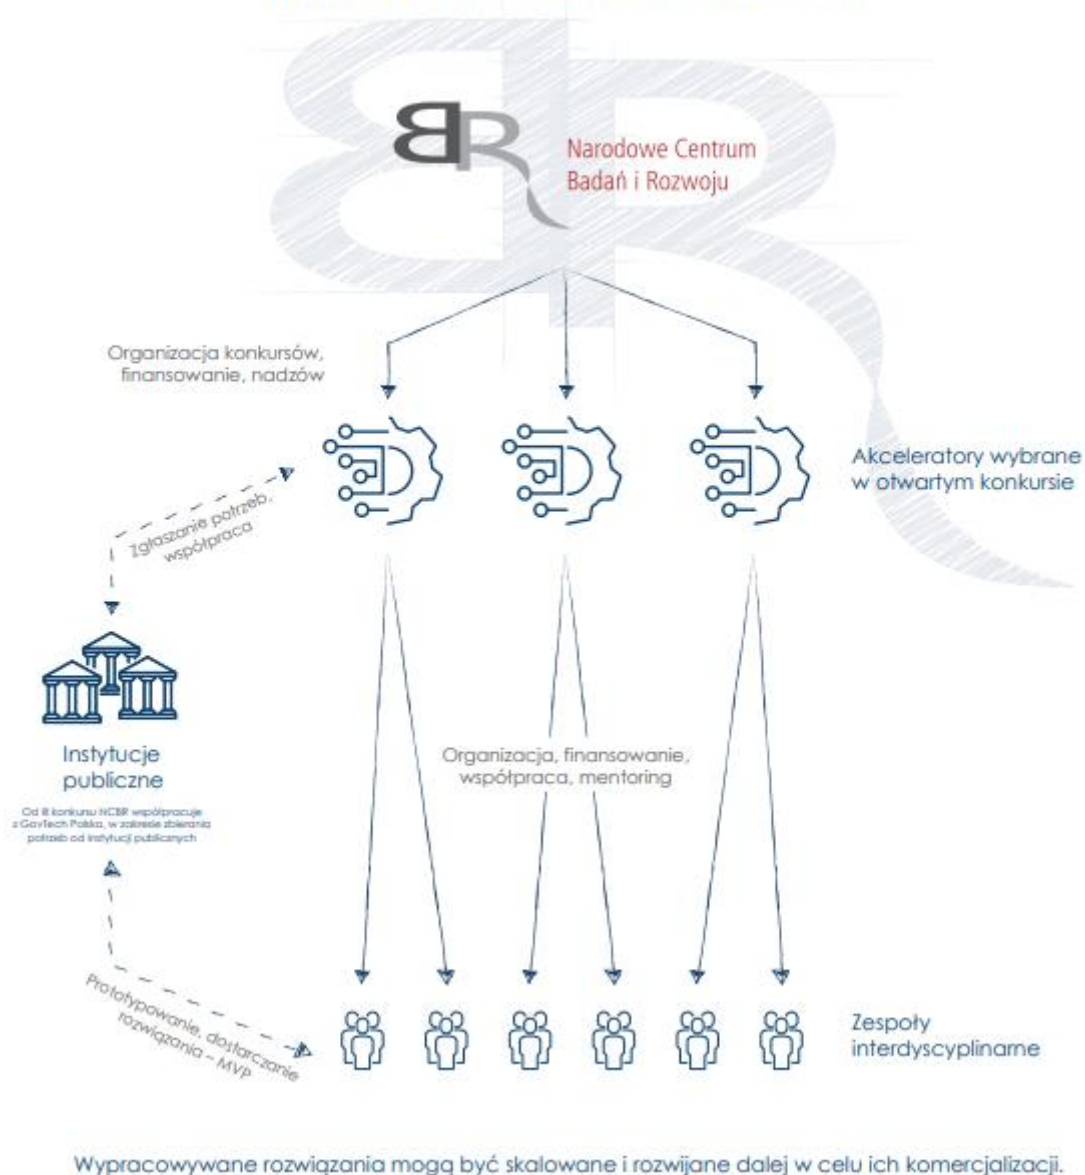 Narodowe Centrum
Badań i Rozwoju
Organizacja konkursów,
finansowanie, nadzów
Akceleratory wybrane
w otwartym konkursie
Zgłaszanie potrzeb,
współpraca
Instytucje
publiczne
Od III konkursu NCBR współpracuje
z GovTech Polska, w zakresie zbierania
potrzeb od instytucji publicznych
Organizacja, finansowanie,
współpraca, mentoring
Prototypowanie, dostarczanie
rozwiązania – MVP
Zespoły
interdyscyplinarne
Wypracowywane rozwiązania mogą być skalowane i rozwijane dalej w celu ich komercjalizacji.